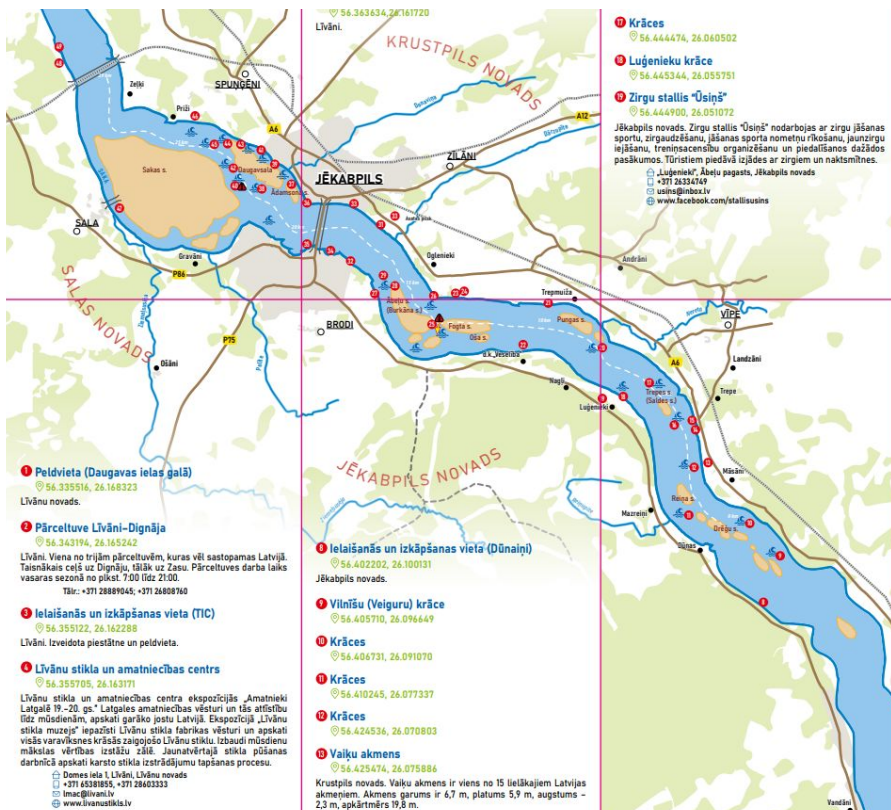 56.363634,26.161720
Līvāni.
17 Krāces
56.444474, 26.060502
18 Luģenieku krāce
56.445344, 26.055751
19 Zirgu stallis "Ūsiņš"
56.444900, 26.051072
Jēkabpils novads. Zirgu stallis "Ūsiņš" nodarbojas ar zirgu jāšanas
sportu, zirgaudzēšanu, jāšanas sporta nometņu rīkošanu, jaunzirgu
iejāšanu, treniņsacensību organizēšanu un piedalīšanos dažādos
pasākumos. Tūristiem piedāvā izjādes ar zirgiem un naktsmītnes.
„Luģenieki", Ābeļu pagasts, Jēkabpils novads
+371 26334749
usins@inbox.lv
www.facebook.com/stallisusins
KRUSTPILS NOVADS
Zeļķi
SPUNĢĒNI
Priži
A6
A12
ZĪLĀNI
Sakas s.
Daugavsala
Ādamsona s.
JĒKABPILS
SALA
Gravāni
P86
Oglenieki
Andrāni
SALAS NOVADS
Ābeļu s.
(Burkāna s.)
Trepmuiža
BRODI
Fogta s.
Oša s.
Pungas s.
VĪPE
P75
Ošāni
d.k. „Veselība"
A6
Landzāni
Nagļi
Trepes s.
(Saldes s.)
Trepe
Luģenieki
JĒKABPILS NOVADS
Māsāni
Reiņa s.
Mazreiņi
Grēģu s.
Dūnas
Vandāni
1 Peldvieta (Daugavas ielas galā)
56.335516, 26.168323
Līvānu novads.
2 Pārceltuve Līvāni–Dignāja
56.343194, 26.165242
Līvāni. Viena no trijām pārceltuvēm, kuras vēl sastopamas Latvijā.
Taisnākais ceļš uz Dignāju, tālāk uz Zasu. Pārceltuves darba laiks
vasaras sezonā no plkst. 7:00 līdz 21:00.
Tālr.: +371 28889045; +371 26808760
3 Ielaišanās un izkāpšanas vieta (TIC)
56.355122, 26.162288
Līvāni. Izveidota piestātne un peldvieta.
4 Līvānu stikla un amatniecības centrs
56.355705, 26.163171
Līvānu stikla un amatniecības centra ekspozīcijās „Amatnieki
Latgalē 19.–20. gs." Latgales amatniecības vēsturi un tās attīstību
līdz mūsdienām, apskati garāko jostu Latvijā. Ekspozīcijā „Līvānu
stikla muzejs" iepazīsti Līvānu stikla fabrikas vēsturi un apskati
visās varavīksnes krāsās zaigojošo Līvānu stiklu. Izbaudi mūsdienu
mākslas vērtības izstāžu zālē. Jaunatvērtajā stikla pūšanas
darbnīcā apskati karsto stikla izstrādājumu tapšanas procesu.
Domes iela 1, Līvāni, Līvānu novads
+371 65381855, +371 28603333
lmac@livani.lv
www.livanustikls.lv
8 Ielaišanās un izkāpšanas vieta (Dūnaiņi)
56.402202, 26.100131
Jēkabpils novads.
9 Vilnīšu (Veiguru) krāce
56.405710, 26.096649
10 Krāces
56.406731, 26.091070
11 Krāces
56.410245, 26.077337
12 Krāces
56.424536, 26.070803
13 Vaiķu akmens
56.425474, 26.075886
Krustpils novads. Vaiķu akmens ir viens no 15 lielākajiem Latvijas
akmeņiem. Akmens garums ir 6,7 m, platums 5,9 m, augstums –
2,3 m, apkārtmērs 19,8 m.